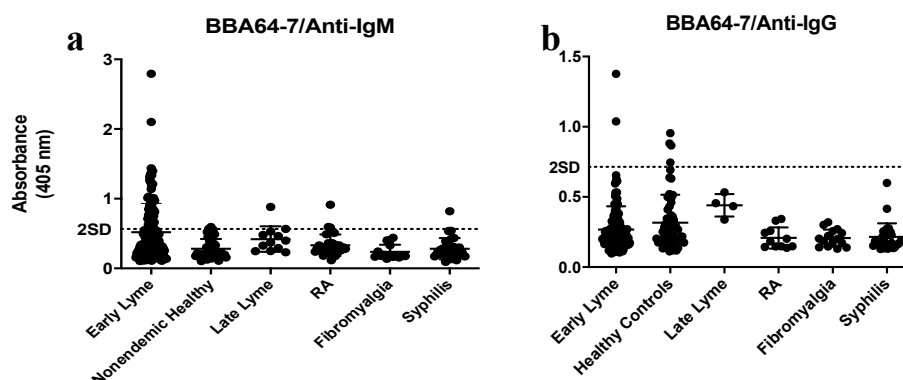 a
BBA64-7/Anti-IgM
Absorbance
(405 nm)
3
2
1
2SD
0
Early Lyme
Nonendemic Healthy
Late Lyme
RA
Fibromyalgia
Syphilis
b
BBA64-7/Anti-IgG
1.5
1.0
2SD
0.5
0.0
Early Lyme
Healthy Controls
Late Lyme
RA
Fibromyalgia
Syphilis